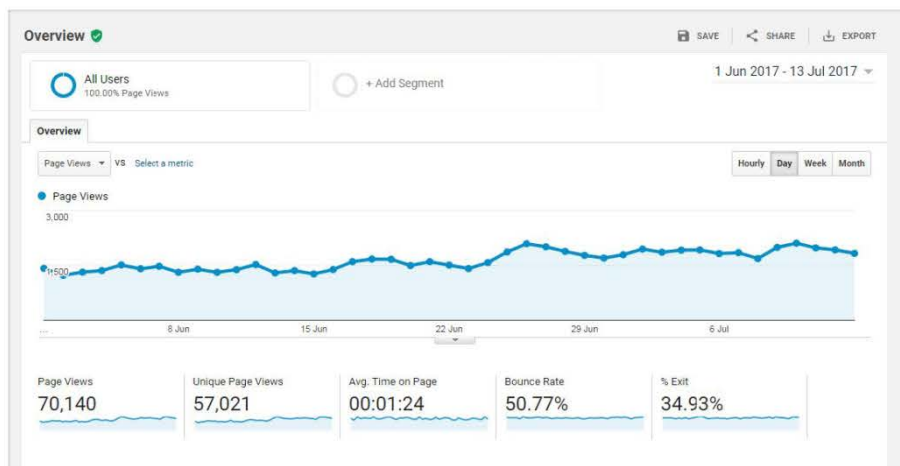 Overview
SAVE
SHARE
EXPORT
All Users
100.00% Page Views
+ Add Segment
1 Jun 2017 - 13 Jul 2017
Overview
Page Views
VS
Select a metric
Hourly
Day
Week
Month
Page Views
3,000
1,500
...
8 Jun
15 Jun
22 Jun
29 Jun
6 Jul
Page Views
70,140
Unique Page Views
57,021
Avg. Time on Page
00:01:24
Bounce Rate
50.77%
% Exit
34.93%